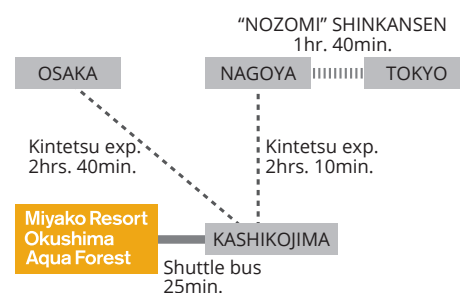 “NOZOMI” SHINKANSEN
1hr. 40min.
OSAKA
NAGOYA
TOKYO
Kintetsu exp.
2hrs. 40min.
Kintetsu exp.
2hrs. 10min.
Miyako Resort
Okushima
Aqua Forest
KASHIKOJIMA
Shuttle bus
25min.